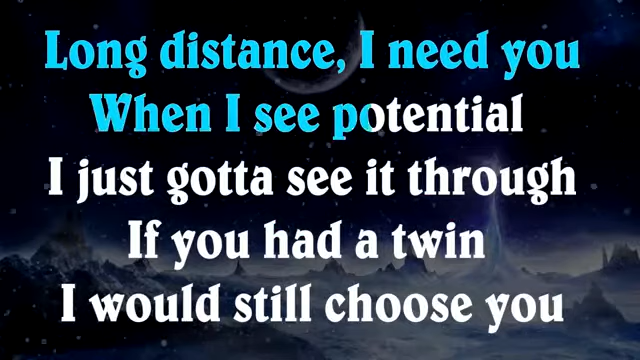 Long distance, I need you
When I see potential
I just gotta see it through
If you had a twin
I would still choose you